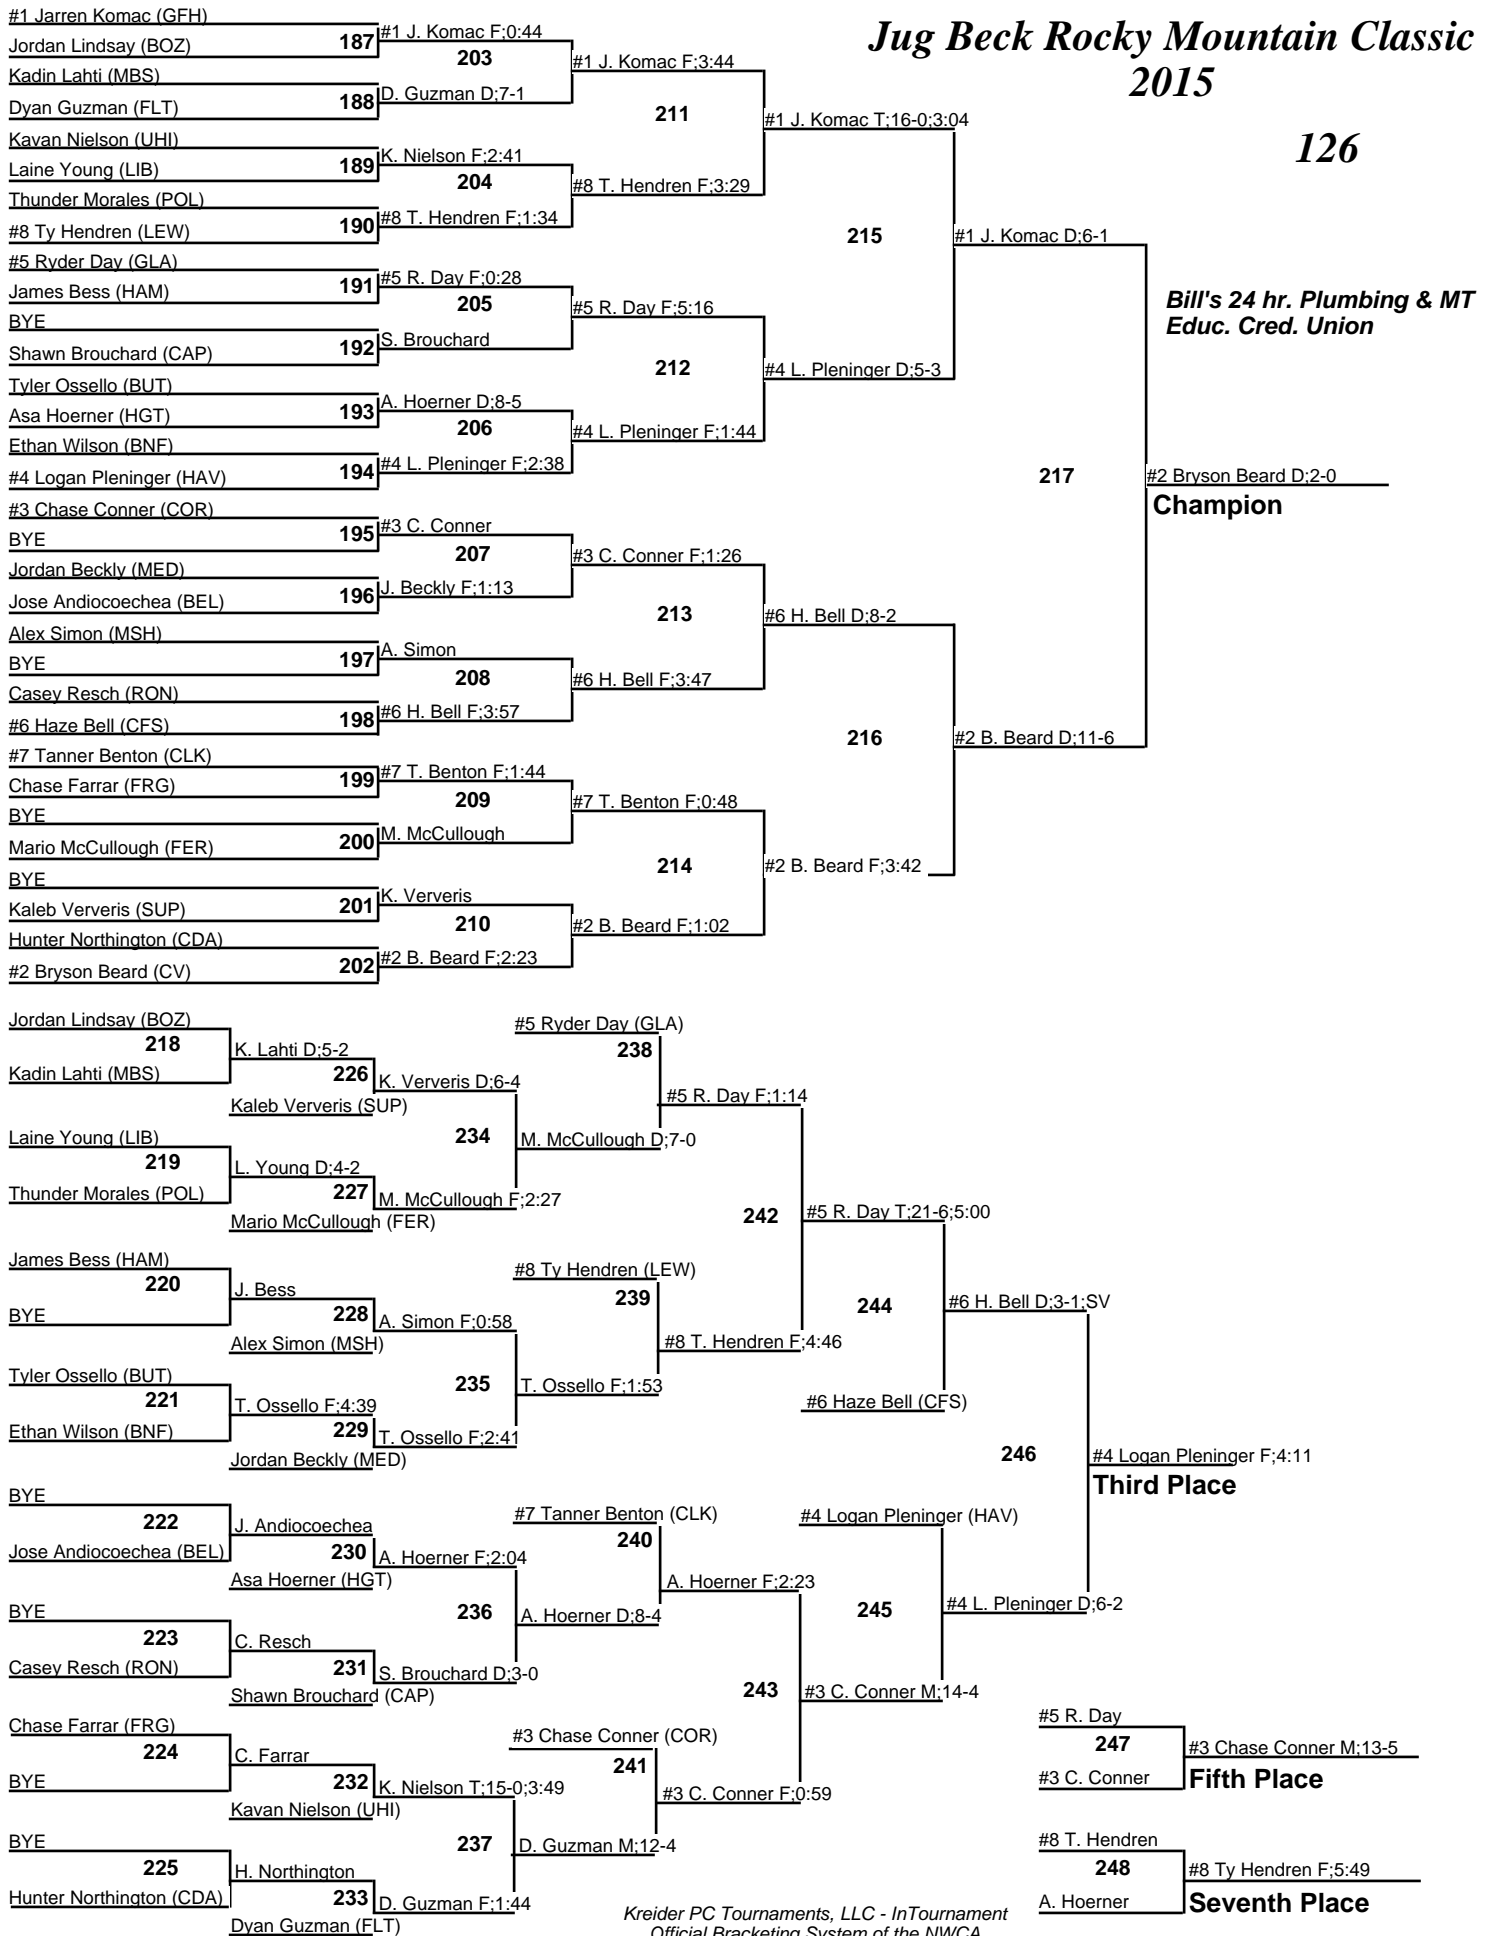 Jug Beck Rocky Mountain Classic
2015
126
#1 Jarren Komac (GFH)
Jordan Lindsay (BOZ)
187
Kadin Lahti (MBS)
Dyan Guzman (FLT)
188
Kavan Nielson (UHI)
Laine Young (LIB)
189
Thunder Morales (POL)
#8 Ty Hendren (LEW)
190
#5 Ryder Day (GLA)
James Bess (HAM)
191
BYE
Shawn Brouchard (CAP)
192
Tyler Ossello (BUT)
Asa Hoerner (HGT)
193
Ethan Wilson (BNF)
#4 Logan Pleninger (HAV)
194
#3 Chase Conner (COR)
BYE
195
Jordan Beckly (MED)
Jose Andiocoechea (BEL)
196
Alex Simon (MSH)
BYE
197
Casey Resch (RON)
#6 Haze Bell (CFS)
198
#7 Tanner Benton (CLK)
Chase Farrar (FRG)
199
BYE
Mario McCullough (FER)
200
BYE
Kaleb Ververis (SUP)
201
Hunter Northington (CDA)
#2 Bryson Beard (CV)
202
#1 J. Komac F;0:44
203
D. Guzman D;7-1
K. Nielson F;2:41
204
#8 T. Hendren F;1:34
#5 R. Day F;0:28
205
S. Brouchard
A. Hoerner D;8-5
206
#4 L. Pleninger F;2:38
#3 C. Conner
207
J. Beckly F;1:13
A. Simon
208
#6 H. Bell F;3:57
#7 T. Benton F;1:44
209
M. McCullough
K. Ververis
210
#2 B. Beard F;2:23
#1 J. Komac F;3:44
211
#8 T. Hendren F;3:29
#5 R. Day F;5:16
212
#4 L. Pleninger F;1:44
#3 C. Conner F;1:26
213
#6 H. Bell F;3:47
#7 T. Benton F;0:48
214
#2 B. Beard F;1:02
#1 J. Komac T;16-0;3:04
215
#4 L. Pleninger D;5-3
#6 H. Bell D;8-2
216
#2 B. Beard F;3:42
#1 J. Komac D;6-1
217
#2 B. Beard D;11-6
Bill's 24 hr. Plumbing & MT
Educ. Cred. Union
#2 Bryson Beard D;2-0
Champion
Jordan Lindsay (BOZ)
218
Kadin Lahti (MBS)
Laine Young (LIB)
219
Thunder Morales (POL)
James Bess (HAM)
220
BYE
Tyler Ossello (BUT)
221
Ethan Wilson (BNF)
BYE
222
Jose Andiocoechea (BEL)
BYE
223
Casey Resch (RON)
Chase Farrar (FRG)
224
BYE
BYE
225
Hunter Northington (CDA)
K. Lahti D;5-2
226
Kaleb Ververis (SUP)
L. Young D;4-2
227
Mario McCullough (FER)
J. Bess
228
Alex Simon (MSH)
T. Ossello F;4:39
229
Jordan Beckly (MED)
J. Andiocoechea
230
Asa Hoerner (HGT)
C. Resch
231
Shawn Brouchard (CAP)
C. Farrar
232
Kavan Nielson (UHI)
H. Northington
233
Dyan Guzman (FLT)
K. Ververis D;6-4
234
M. McCullough F;2:27
A. Simon F;0:58
235
T. Ossello F;2:41
A. Hoerner F;2:04
236
S. Brouchard D;3-0
K. Nielson T;15-0;3:49
237
D. Guzman F;1:44
#5 Ryder Day (GLA)
238
M. McCullough D;7-0
#8 Ty Hendren (LEW)
239
T. Ossello F;1:53
#7 Tanner Benton (CLK)
240
A. Hoerner D;8-4
#3 Chase Conner (COR)
241
D. Guzman M;12-4
#5 R. Day F;1:14
242
#8 T. Hendren F;4:46
A. Hoerner F;2:23
243
#3 C. Conner F;0:59
#5 R. Day T;21-6;5:00
244
#6 Haze Bell (CFS)
#4 Logan Pleninger (HAV)
245
#3 C. Conner M;14-4
#6 H. Bell D;3-1;SV
246
#4 L. Pleninger D;6-2
#4 Logan Pleninger F;4:11
Third Place
#5 R. Day
247
#3 C. Conner
#3 Chase Conner M;13-5
Fifth Place
#8 T. Hendren
248
A. Hoerner
#8 Ty Hendren F;5:49
Seventh Place
Kreider PC Tournaments, LLC - InTournament
Official Bracketing System of the NWCA